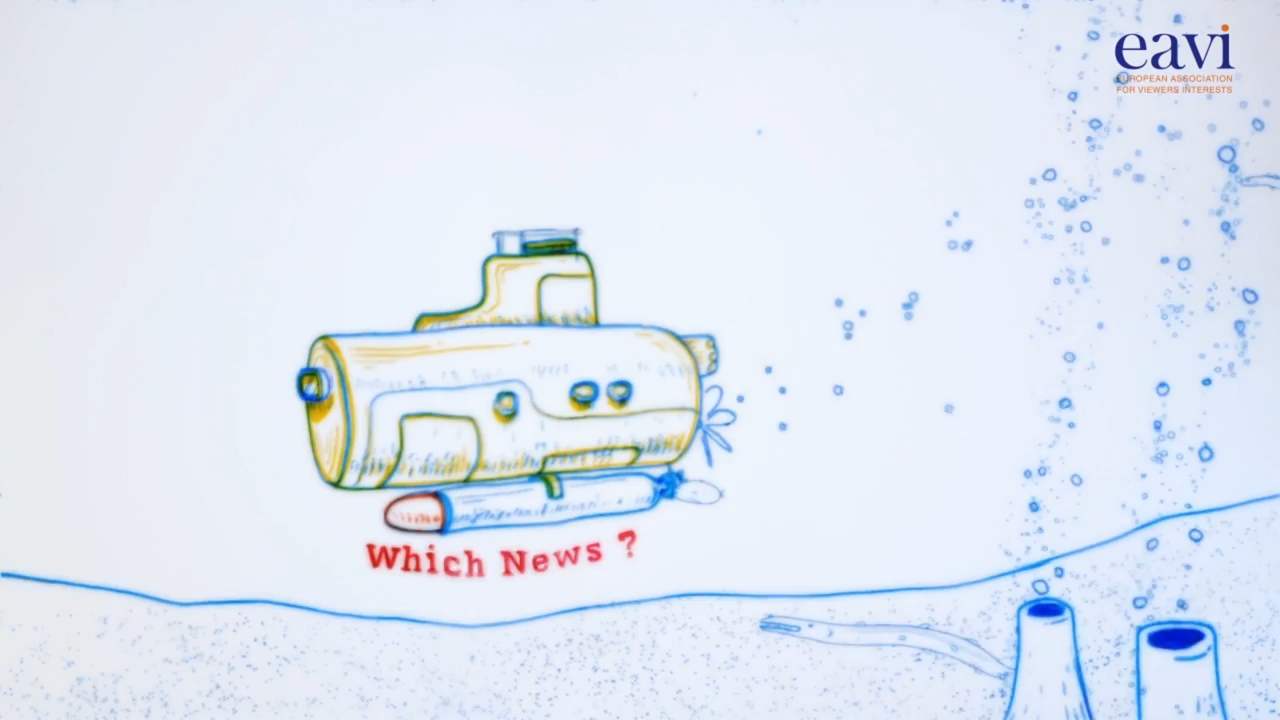 eavi
EUROPEAN ASSOCIATION
FOR VIEWERS INTERESTS
Which News ?